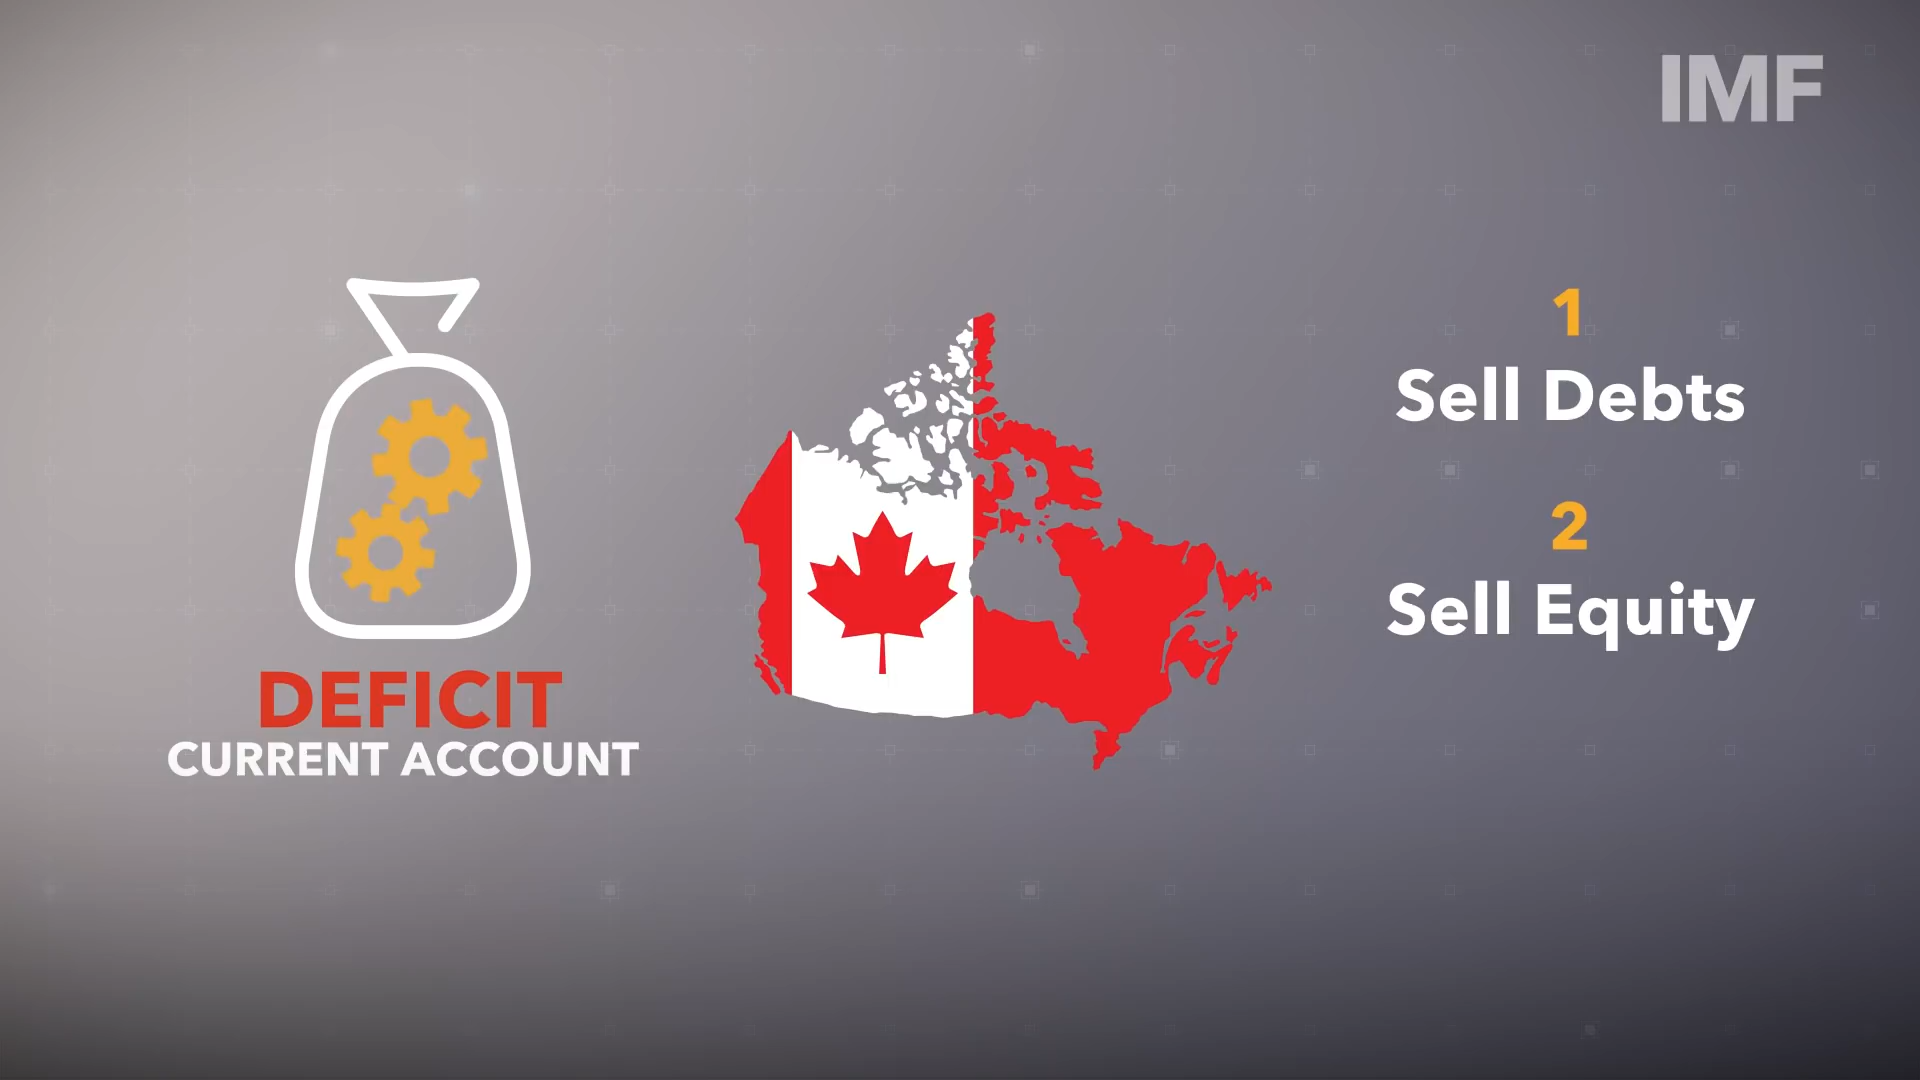 IMF
1
Sell Debts
2
Sell Equity
DEFICIT
CURRENT ACCOUNT